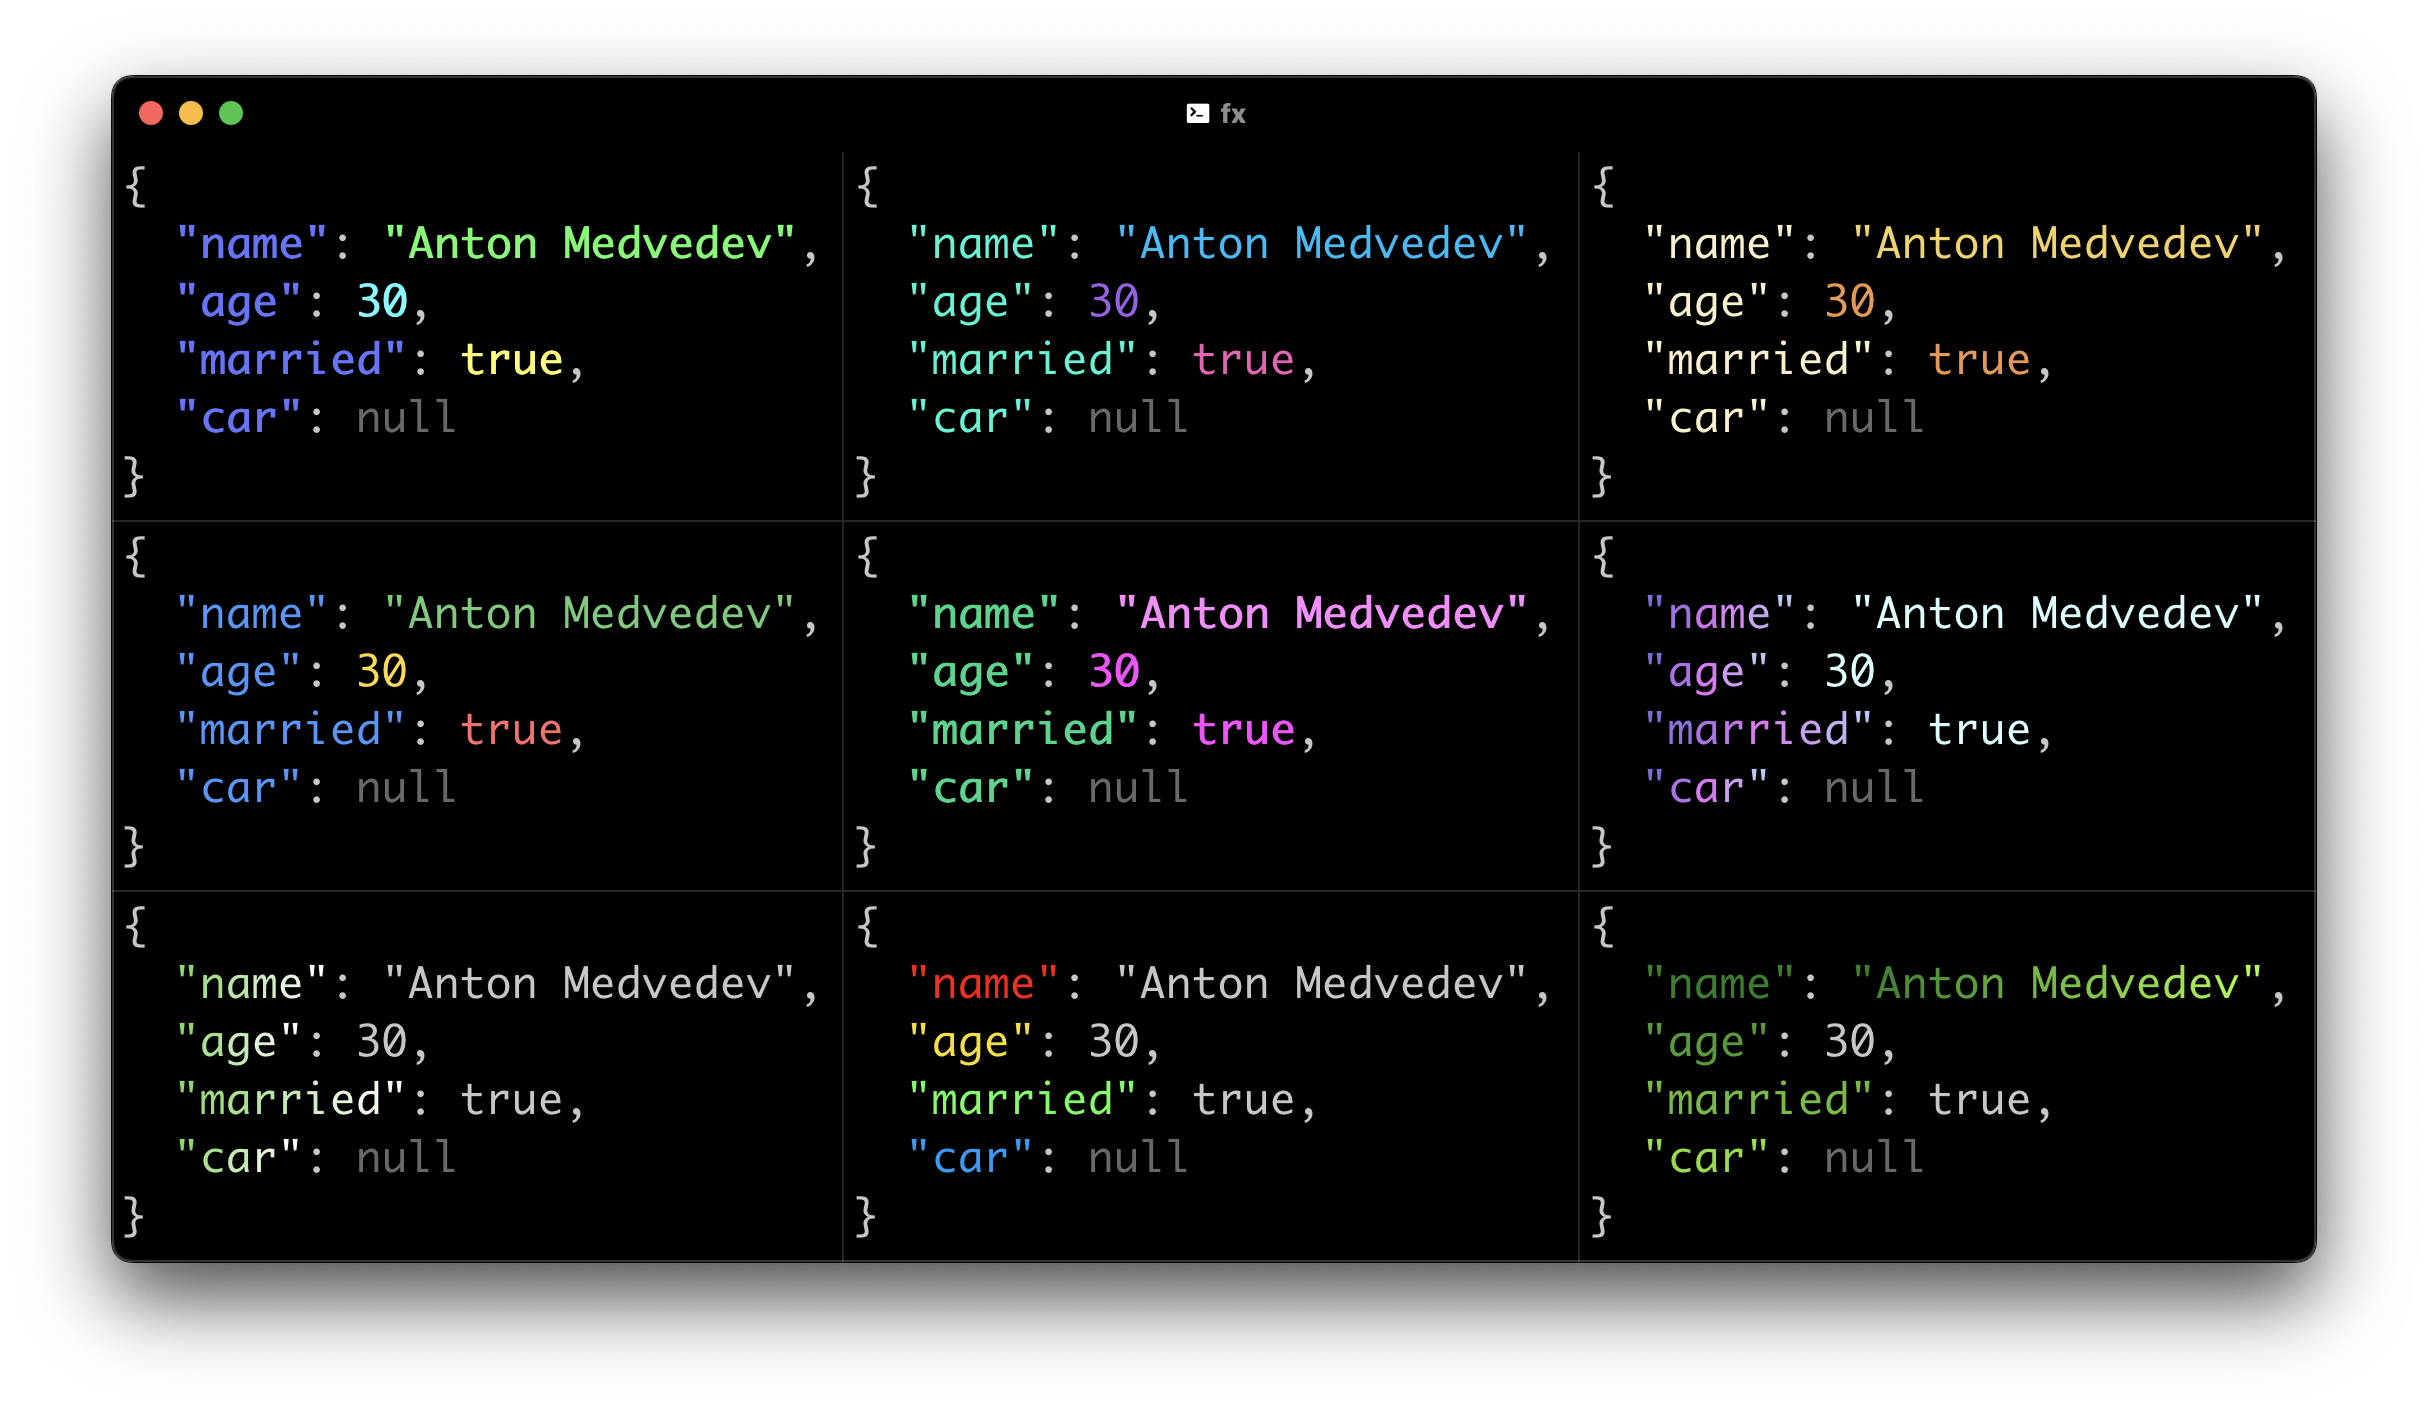 fx
{
  "name": "Anton Medvedev",
  "age": 30,
  "married": true,
  "car": null
}
{
  "name": "Anton Medvedev",
  "age": 30,
  "married": true,
  "car": null
}
{
  "name": "Anton Medvedev",
  "age": 30,
  "married": true,
  "car": null
}
{
  "name": "Anton Medvedev",
  "age": 30,
  "married": true,
  "car": null
}
{
  "name": "Anton Medvedev",
  "age": 30,
  "married": true,
  "car": null
}
{
  "name": "Anton Medvedev",
  "age": 30,
  "married": true,
  "car": null
}
{
  "name": "Anton Medvedev",
  "age": 30,
  "married": true,
  "car": null
}
{
  "name": "Anton Medvedev",
  "age": 30,
  "married": true,
  "car": null
}
{
  "name": "Anton Medvedev",
  "age": 30,
  "married": true,
  "car": null
}